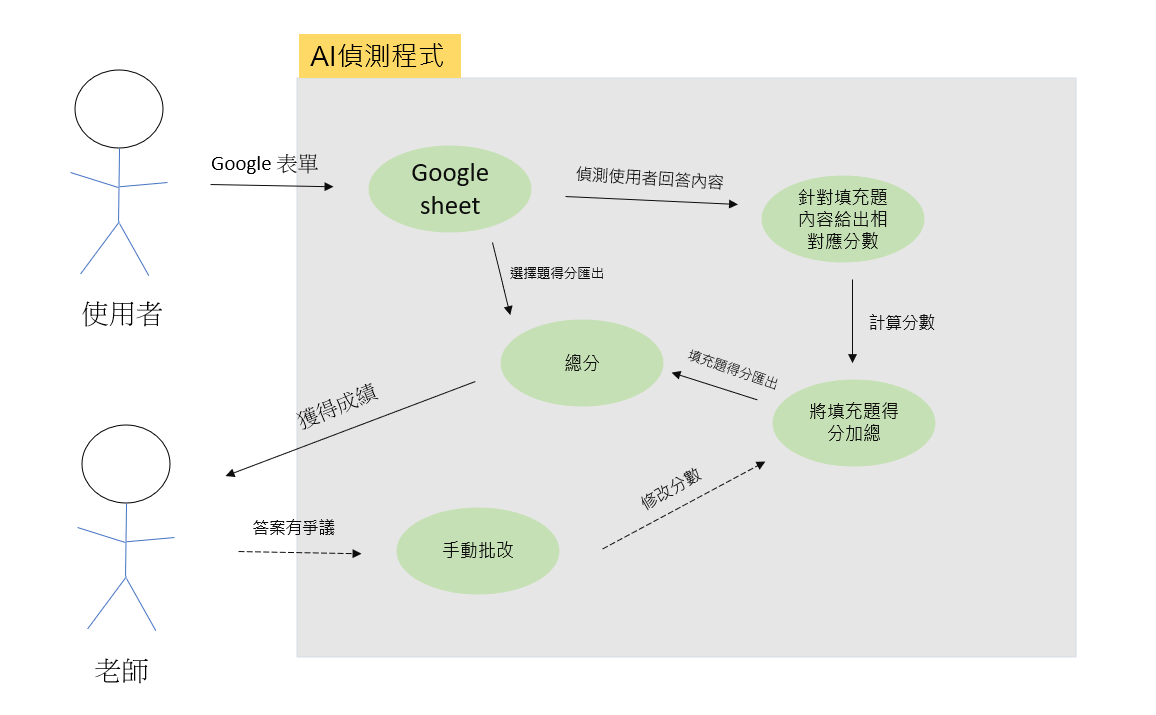 AI偵測程式
Google 表單
Google
sheet
偵測使用者回答內容
針對填充題
內容給出相
對應分數
選擇題得分匯出
使用者
計算分數
總分
填充題得分匯出
獲得成績
將填充題得
分加總
修改分數
答案有爭議
手動批改
老師